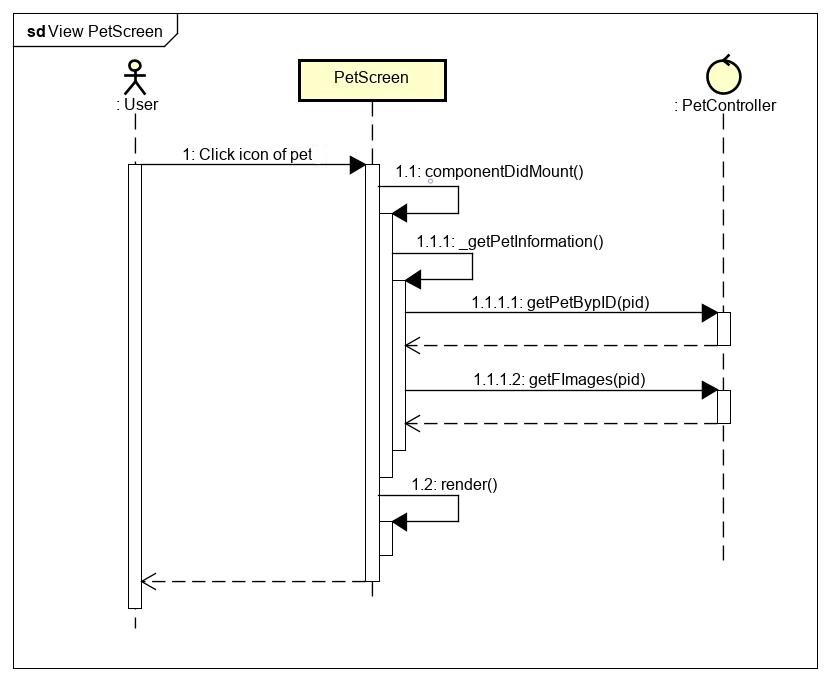 sd View PetScreen
: User
PetScreen
: PetController
1: Click icon of pet
1.1: componentDidMount()
1.1.1: _getPetInformation()
1.1.1.1: getPetBypID(pid)
1.1.1.2: getFImages(pid)
1.2: render()